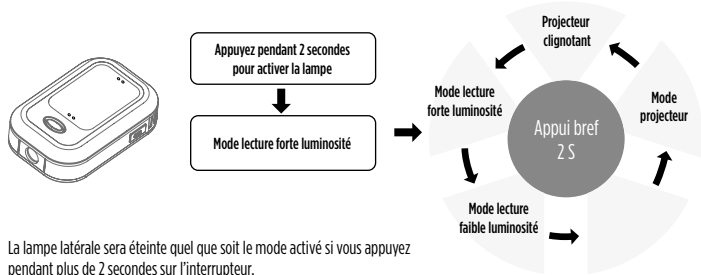 Appuyez pendant 2 secondes
pour activer la lampe
Mode lecture forte luminosité
Projecteur
clignotant
Mode lecture
forte luminosité
Mode
projecteur
Appui bref
2 S
Mode lecture
faible luminosité
La lampe latérale sera éteinte quel que soit le mode activé si vous appuyez
pendant plus de 2 secondes sur l'interrupteur.